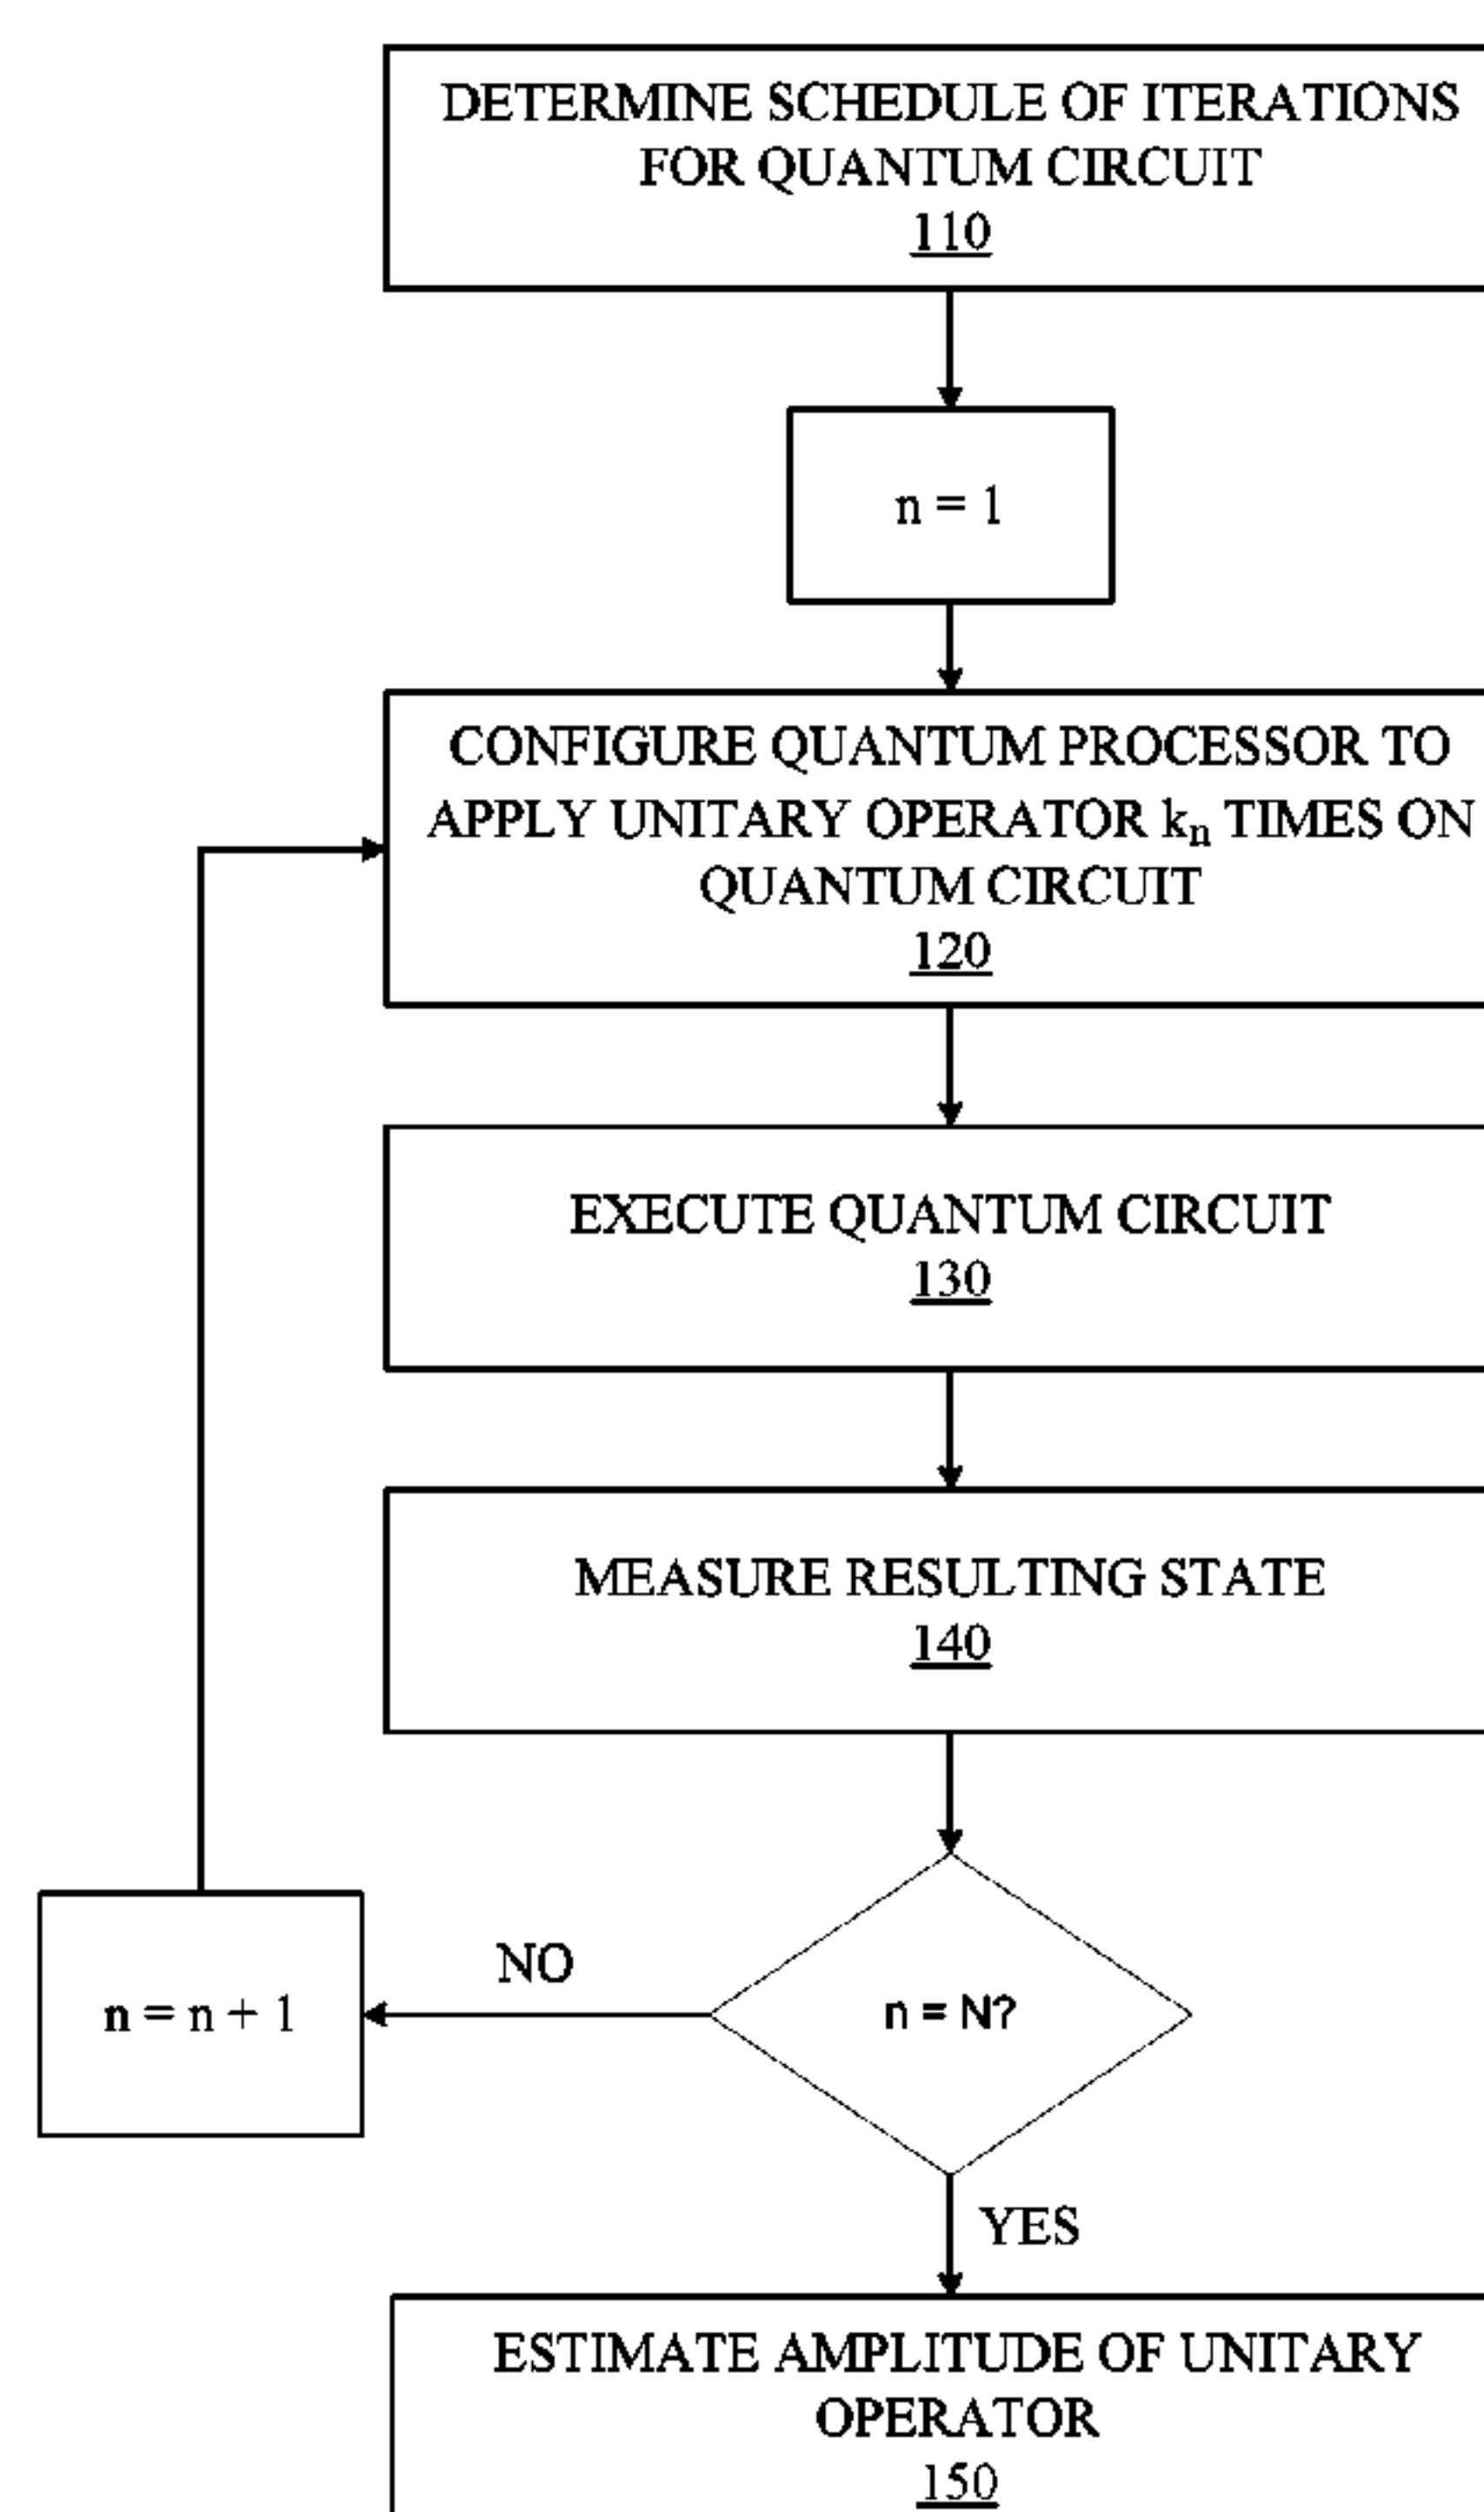 DETERMINE SCHEDULE OF ITERATIONS
FOR QUANTUM CIRCUIT
110
n = 1
CONFIGURE QUANTUM PROCESSOR TO
APPLY UNITARY OPERATOR kₙ TIMES ON
QUANTUM CIRCUIT
120
EXECUTE QUANTUM CIRCUIT
130
MEASURE RESULTING STATE
140
NO
n = n + 1
n = N?
YES
ESTIMATE AMPLITUDE OF UNITARY
OPERATOR
150